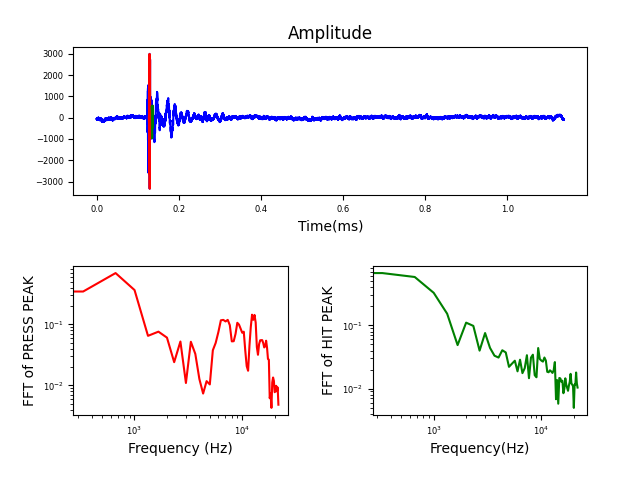 Amplitude
3000
2000
1000
0
−1000
−2000
−3000
0.0 0.2 0.4 0.6 0.8 1.0
Time(ms)
FFT of PRESS PEAK
10⁻¹
10⁻²
10³ 10⁴
Frequency (Hz)
FFT of HIT PEAK
10⁻¹
10⁻²
10³ 10⁴
Frequency(Hz)